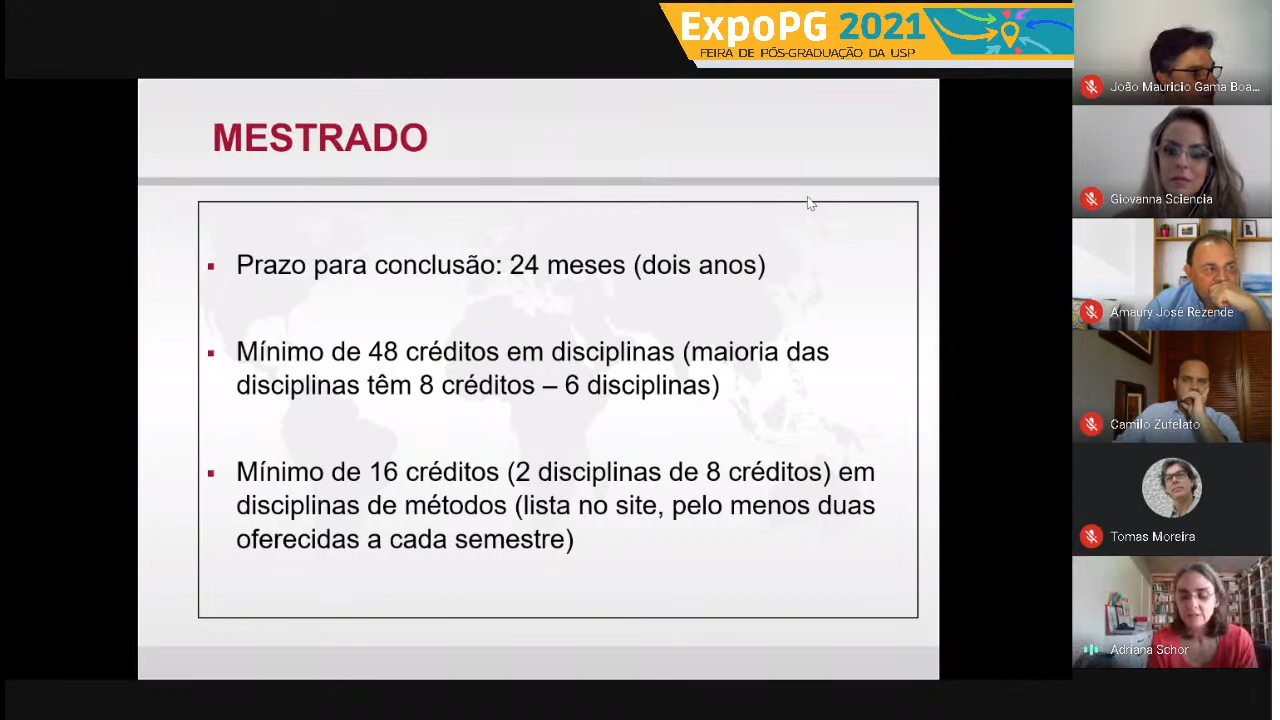 ExpoPG 2021
FEIRA DE PÓS-GRADUAÇÃO DA USP
MESTRADO
▪ Prazo para conclusão: 24 meses (dois anos)
▪ Mínimo de 48 créditos em disciplinas (maioria das
disciplinas têm 8 créditos – 6 disciplinas)
▪ Mínimo de 16 créditos (2 disciplinas de 8 créditos) em
disciplinas de métodos (lista no site, pelo menos duas
oferecidas a cada semestre)
João Mauricio Gama Boa...
Giovanna Sciencia
Amaury José Rezende
Camilo Zufelato
Tomas Moreira
Adriana Schor